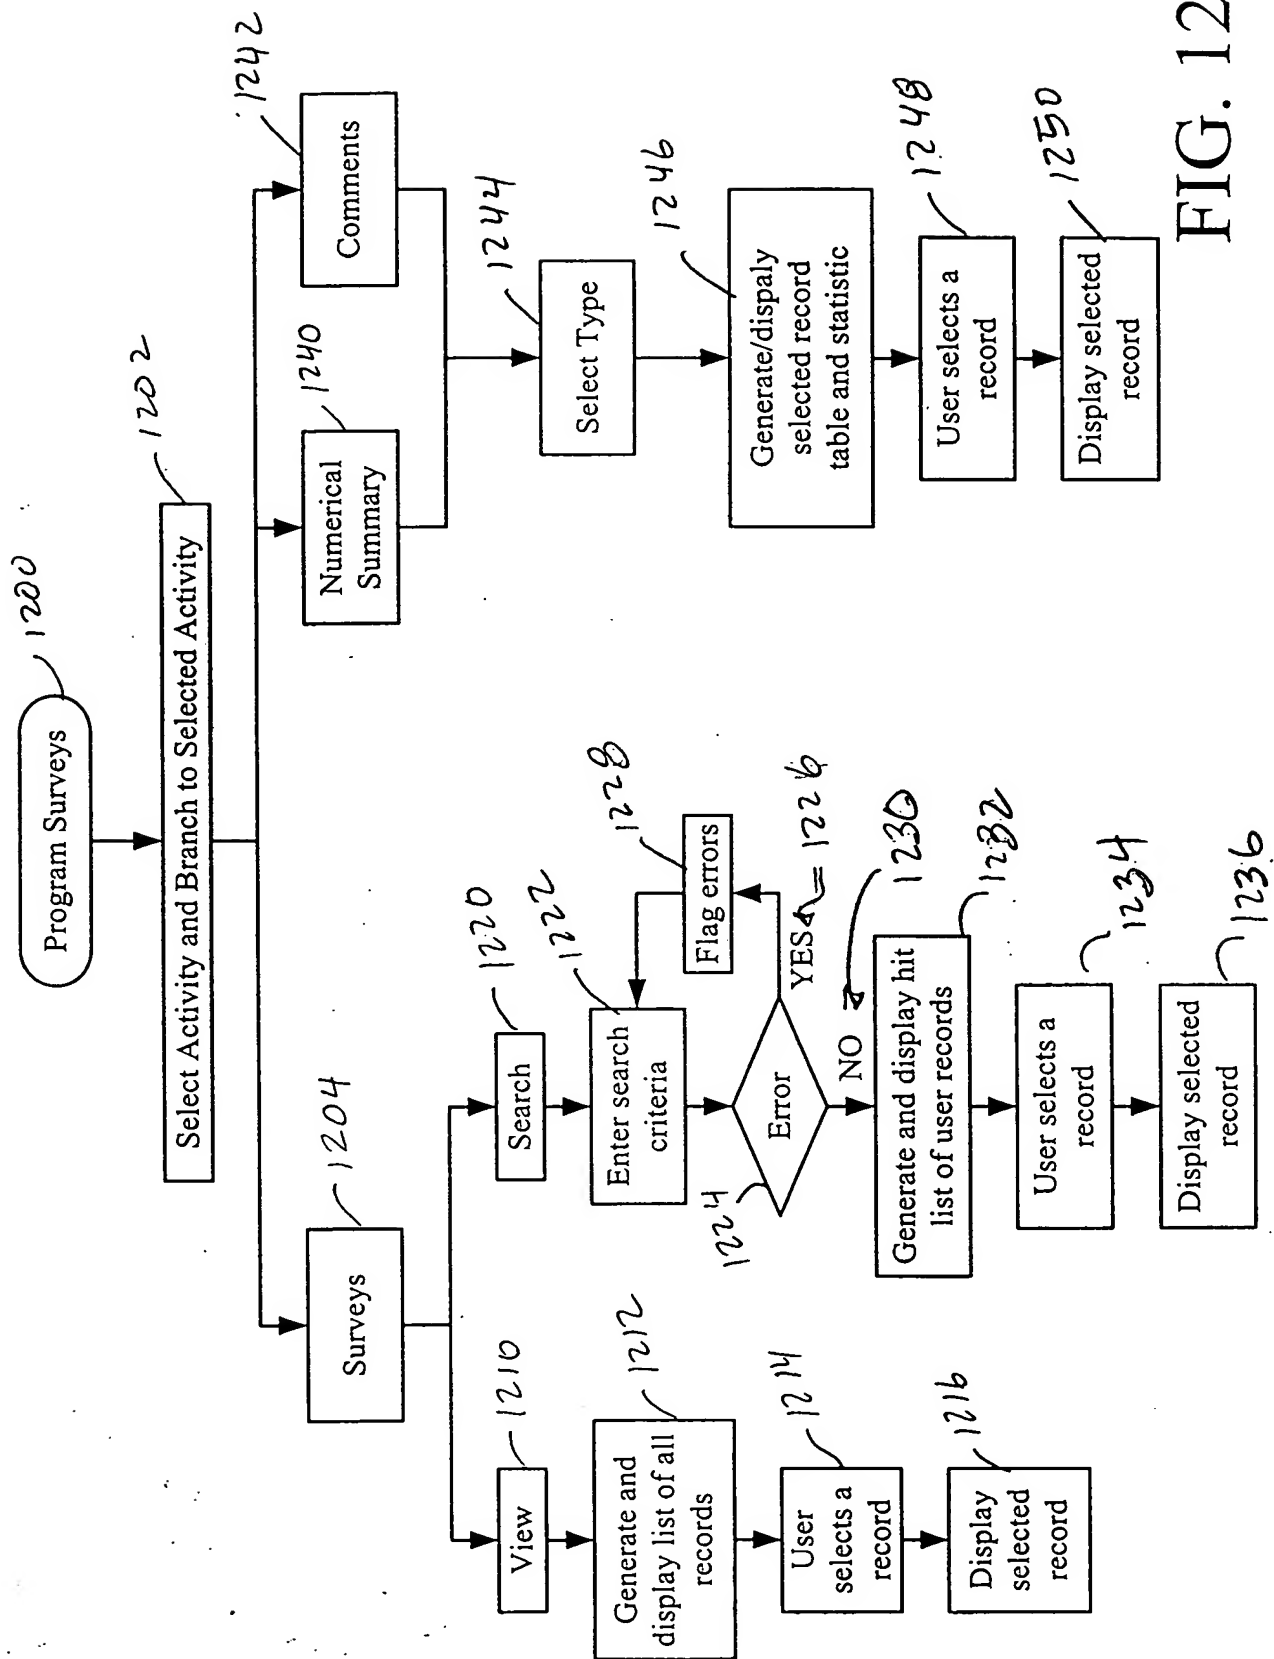 Program Surveys
1200
Select Activity and Branch to Selected Activity
1202
Surveys
1204
Numerical
Summary
1240
Comments
1242
View
1210
Search
1220
Select Type
1244
Generate and
display list of all
records
1212
Enter search
criteria
1222
Flag errors
1228
Generate/dispaly
selected record
table and statistic
1246
User
selects a
record
1214
Error
1224
YES
1226
NO
1230
User selects a
record
1248
Display
selected
record
1216
Generate and display hit
list of user records
1232
Display selected
record
1250
User selects a
record
1234
Display selected
record
1236
FIG. 12